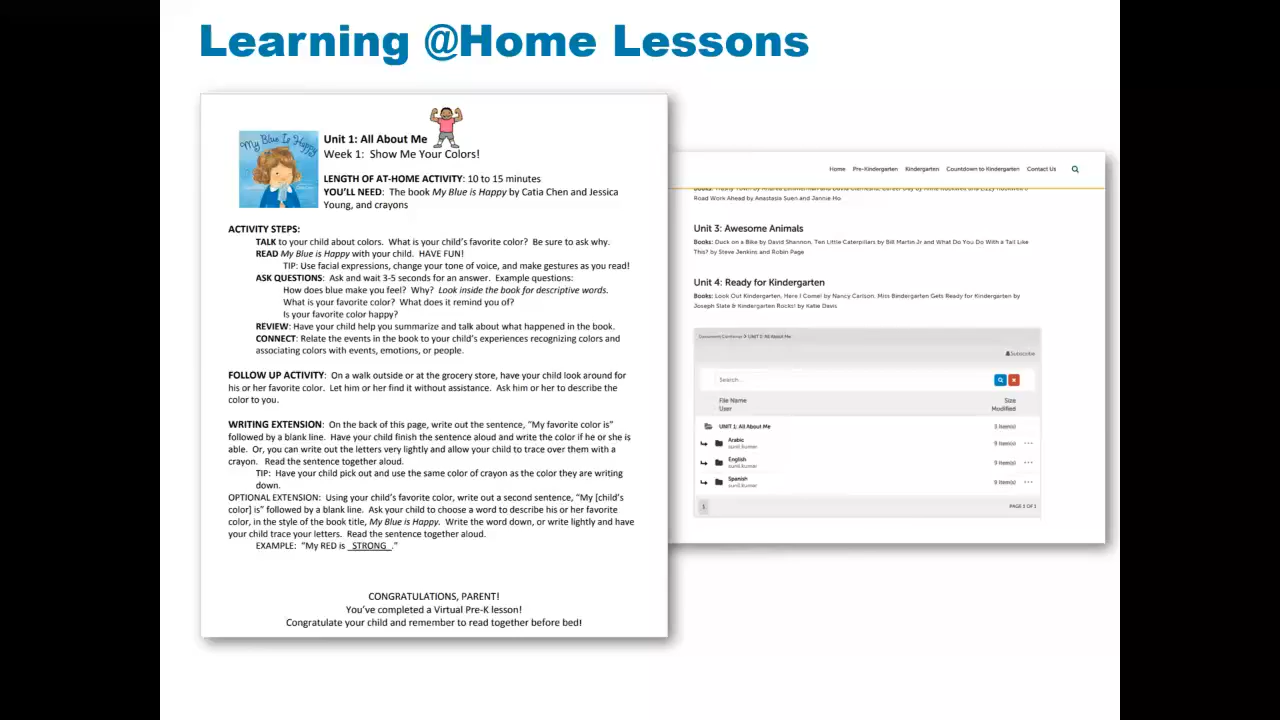 Learning @Home Lessons
My Blue Is Happy
Unit 1: All About Me
Week 1:  Show Me Your Colors!
LENGTH OF AT-HOME ACTIVITY: 10 to 15 minutes
YOU'LL NEED:  The book My Blue is Happy by Catia Chen and Jessica
Young, and crayons
ACTIVITY STEPS:
TALK to your child about colors.  What is your child's favorite color?  Be sure to ask why.
READ My Blue is Happy with your child.  HAVE FUN!
TIP: Use facial expressions, change your tone of voice, and make gestures as you read!
ASK QUESTIONS:  Ask and wait 3-5 seconds for an answer.  Example questions:
How does blue make you feel?  Why?  Look inside the book for descriptive words.
What is your favorite color?  What does it remind you of?
Is your favorite color happy?
REVIEW: Have your child help you summarize and talk about what happened in the book.
CONNECT: Relate the events in the book to your child's experiences recognizing colors and
associating colors with events, emotions, or people.
FOLLOW UP ACTIVITY:  On a walk outside or at the grocery store, have your child look around for
his or her favorite color.  Let him or her find it without assistance.  Ask him or her to describe the
color to you.
WRITING EXTENSION:  On the back of this page, write out the sentence, "My favorite color is"
followed by a blank line.  Have your child finish the sentence aloud and write the color if he or she is
able.  Or, you can write out the letters very lightly and allow your child to trace over them with a
crayon.   Read the sentence together aloud.
TIP:  Have your child pick out and use the same color of crayon as the color they are writing
down.
OPTIONAL EXTENSION:  Using your child's favorite color, write out a second sentence, "My [child's
color] is" followed by a blank line.  Ask your child to choose a word to describe his or her favorite
color, in the style of the book title, My Blue is Happy.  Write the word down, or write lightly and have
your child trace your letters.  Read the sentence together aloud.
EXAMPLE:  "My RED is _STRONG_."
CONGRATULATIONS, PARENT!
You've completed a Virtual Pre-K lesson!
Congratulate your child and remember to read together before bed!
Home Pre-Kindergarten Kindergarten Countdown to Kindergarten Contact Us
Road Work Ahead by Anastasia Suen and Jannie Ho
Unit 3: Awesome Animals
Books: Duck on a Bike by David Shannon, Ten Little Caterpillars by Bill Martin Jr and What Do You Do With a Tail Like
This? by Steve Jenkins and Robin Page
Unit 4: Ready for Kindergarten
Books: Look Out Kindergarten, Here I Come! by Nancy Carlson, Miss Bindergarten Gets Ready for Kindergarten by
Joseph Slate & Kindergarten Rocks! by Katie Davis
UNIT 1: All About Me
Subscribe
Search...
File Name Size
User Modified
UNIT 1: All About Me 3 Item(s)
Arabic 9 Item(s)
English 9 Item(s)
Spanish 9 Item(s)
1 PAGE 1 OF 1